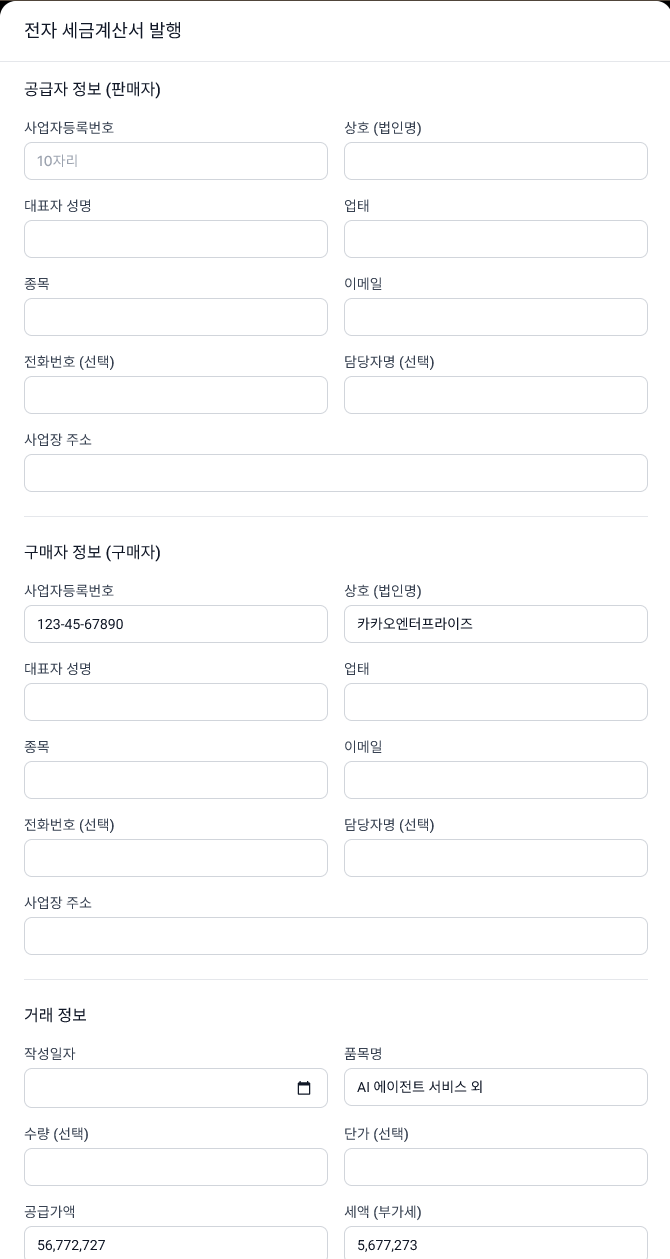 전자 세금계산서 발행
공급자 정보 (판매자)
사업자등록번호
상호 (법인명)
10자리
대표자 성명
업태
종목
이메일
전화번호 (선택)
담당자명 (선택)
사업장 주소
구매자 정보 (구매자)
사업자등록번호
상호 (법인명)
123-45-67890
카카오엔터프라이즈
대표자 성명
업태
종목
이메일
전화번호 (선택)
담당자명 (선택)
사업장 주소
거래 정보
작성일자
품목명
AI 에이전트 서비스 외
수량 (선택)
단가 (선택)
공급가액
세액 (부가세)
56,772,727
5,677,273